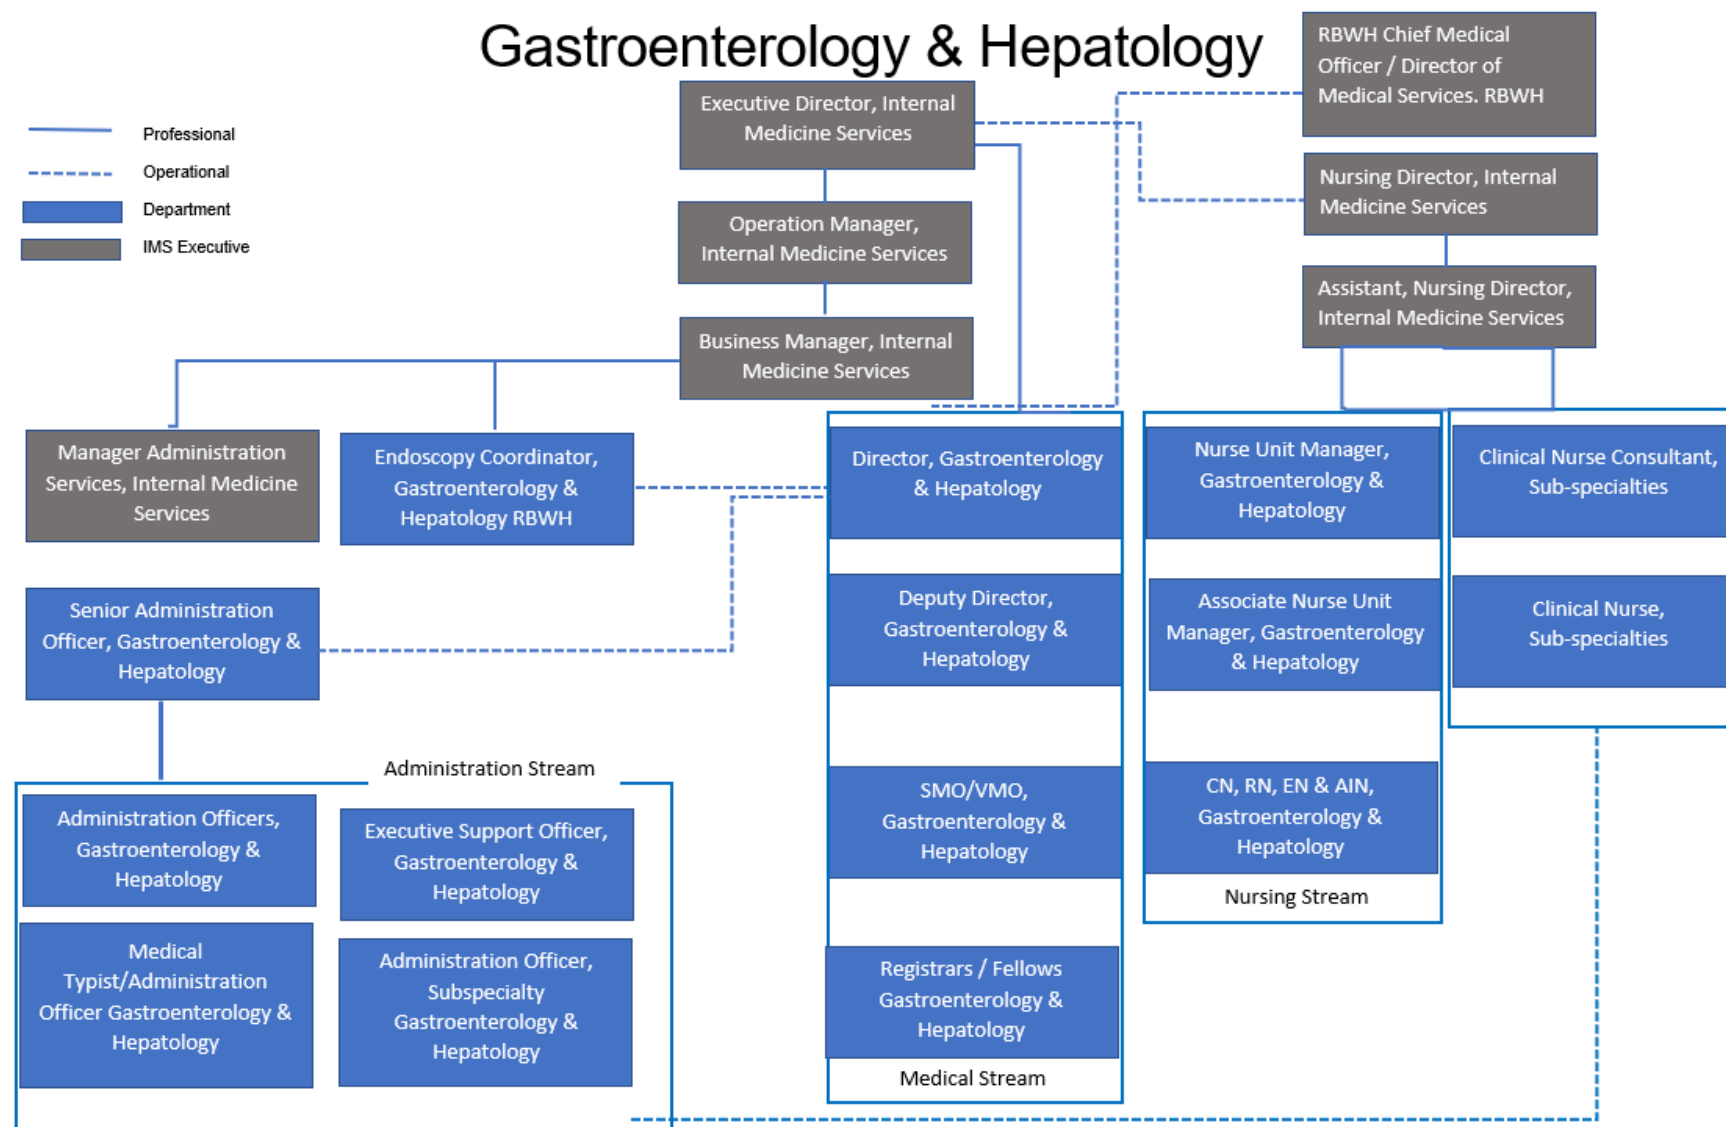 Gastroenterology & Hepatology
RBWH Chief Medical
Officer / Director of
Medical Services. RBWH
Executive Director, Internal
Medicine Services
Professional
Operational
Department
IMS Executive
Nursing Director, Internal
Medicine Services
Operation Manager,
Internal Medicine Services
Assistant, Nursing Director,
Internal Medicine Services
Business Manager, Internal
Medicine Services
Manager Administration
Services, Internal Medicine
Services
Endoscopy Coordinator,
Gastroenterology &
Hepatology RBWH
Director, Gastroenterology
& Hepatology
Nurse Unit Manager,
Gastroenterology &
Hepatology
Clinical Nurse Consultant,
Sub-specialties
Senior Administration
Officer, Gastroenterology &
Hepatology
Deputy Director,
Gastroenterology &
Hepatology
Associate Nurse Unit
Manager, Gastroenterology
& Hepatology
Clinical Nurse,
Sub-specialties
Administration Stream
Administration Officers,
Gastroenterology &
Hepatology
Executive Support Officer,
Gastroenterology &
Hepatology
SMO/VMO,
Gastroenterology &
Hepatology
CN, RN, EN & AIN,
Gastroenterology &
Hepatology
Nursing Stream
Medical
Typist/Administration
Officer Gastroenterology &
Hepatology
Administration Officer,
Subspecialty
Gastroenterology &
Hepatology
Registrars / Fellows
Gastroenterology &
Hepatology
Medical Stream